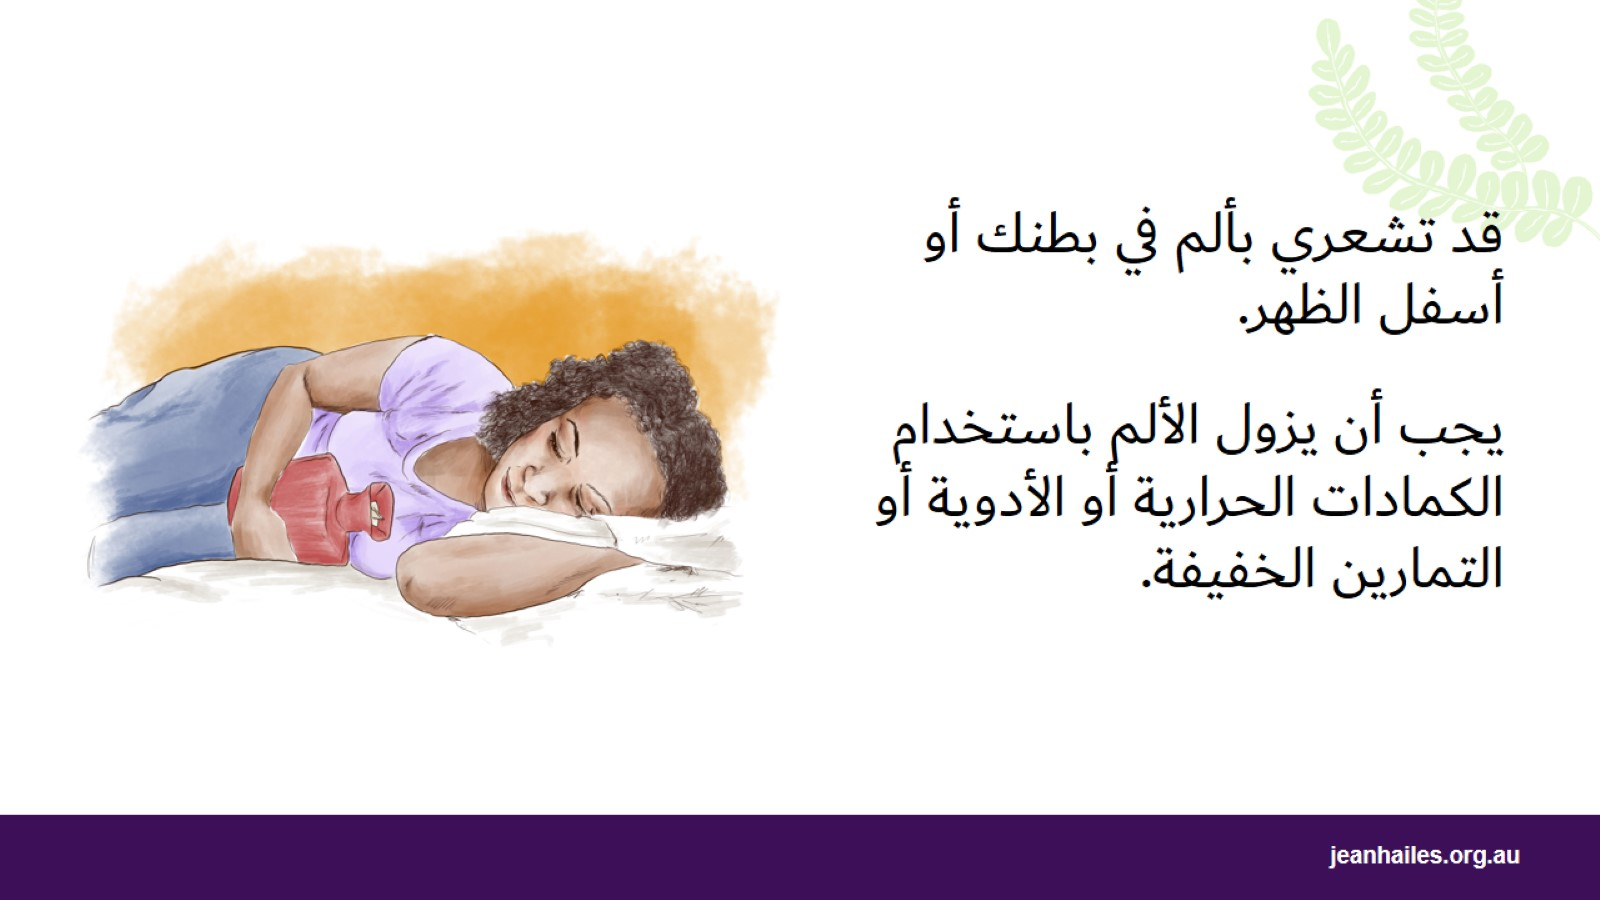 قد تشعري بألم في بطنك أو
أسفل الظهر.
يجب أن يزول الألم باستخدام
الكمادات الحرارية أو الأدوية أو
التمارين الخفيفة.
jeanhailes.org.au